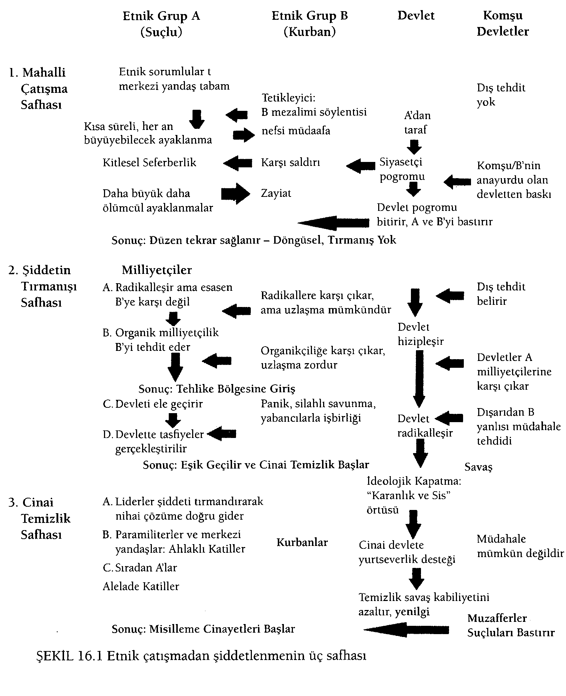 Etnik Grup A
(Suçlu)
Etnik Grup B
(Kurban)
Devlet
Komşu
Devletler
1. Mahalli
Çatışma
Safhası
Etnik sorumlular t
merkezi yandaş tabam
Tetikleyici:
B mezalimi söylentisi
A'dan
taraf
Dış tehdit
yok
Kısa süreli, her an
büyüyebilecek ayaklanma
nefsi müdaafa
Kitlesel Seferberlik
Karşı saldırı
Siyasetçi
pogromu
Komşu/B'nin
anayurdu olan
devletten baskı
Daha büyük daha
ölümcül ayaklanmalar
Zayiat
Devlet pogromu
bitirir, A ve B'yi bastırır
Sonuç: Düzen tekrar sağlanır – Döngüsel, Tırmanış Yok
2. Şiddetin
Tırmanışı
Safhası
Milliyetçiler
A. Radikalleşir ama esasen
B'ye karşı değil
Radikallere karşı çıkar,
ama uzlaşma mümkündür
Dış tehdit
belirir
B. Organik milliyetçilik
B'yi tehdit eder
Devlet
hizipleşir
Organikçiliğe karşı çıkar,
uzlaşma zordur
Devletler A
milliyetçilerine
karşı çıkar
Sonuç: Tehlike Bölgesine Giriş
C. Devleti ele geçirir
Panik, silahlı savunma,
yabancılarla işbirliği
Devlet
radikalleşir
Dışarıdan B
yanlısı müdahale
tehdidi
D. Devlette tasfiyeler
gerçekleştirilir
Sonuç: Eşik Geçilir ve Cinai Temizlik Başlar
Savaş
İdeolojik Kapatma:
“Karanlık ve Sis”
örtüsü
3. Cinai
Temizlik
Safhası
A. Liderler şiddeti tırmandırarak
nihai çözüme doğru gider
B. Paramiliterler ve merkezi
yandaşlar: Ahlaklı Katiller
Kurbanlar
Cinai devlete
yurtseverlik desteği
Müdahale
mümkün değildir
C. Sıradan A'lar
Alelade Katiller
Temizlik savaş kabiliyetini
azaltır, yenilgi
Sonuç: Misilleme Cinayetleri Başlar
Muzafferler
Suçluları Bastırır
ŞEKİL 16.1 Etnik çatışmadan şiddetlenmenin üç safhası